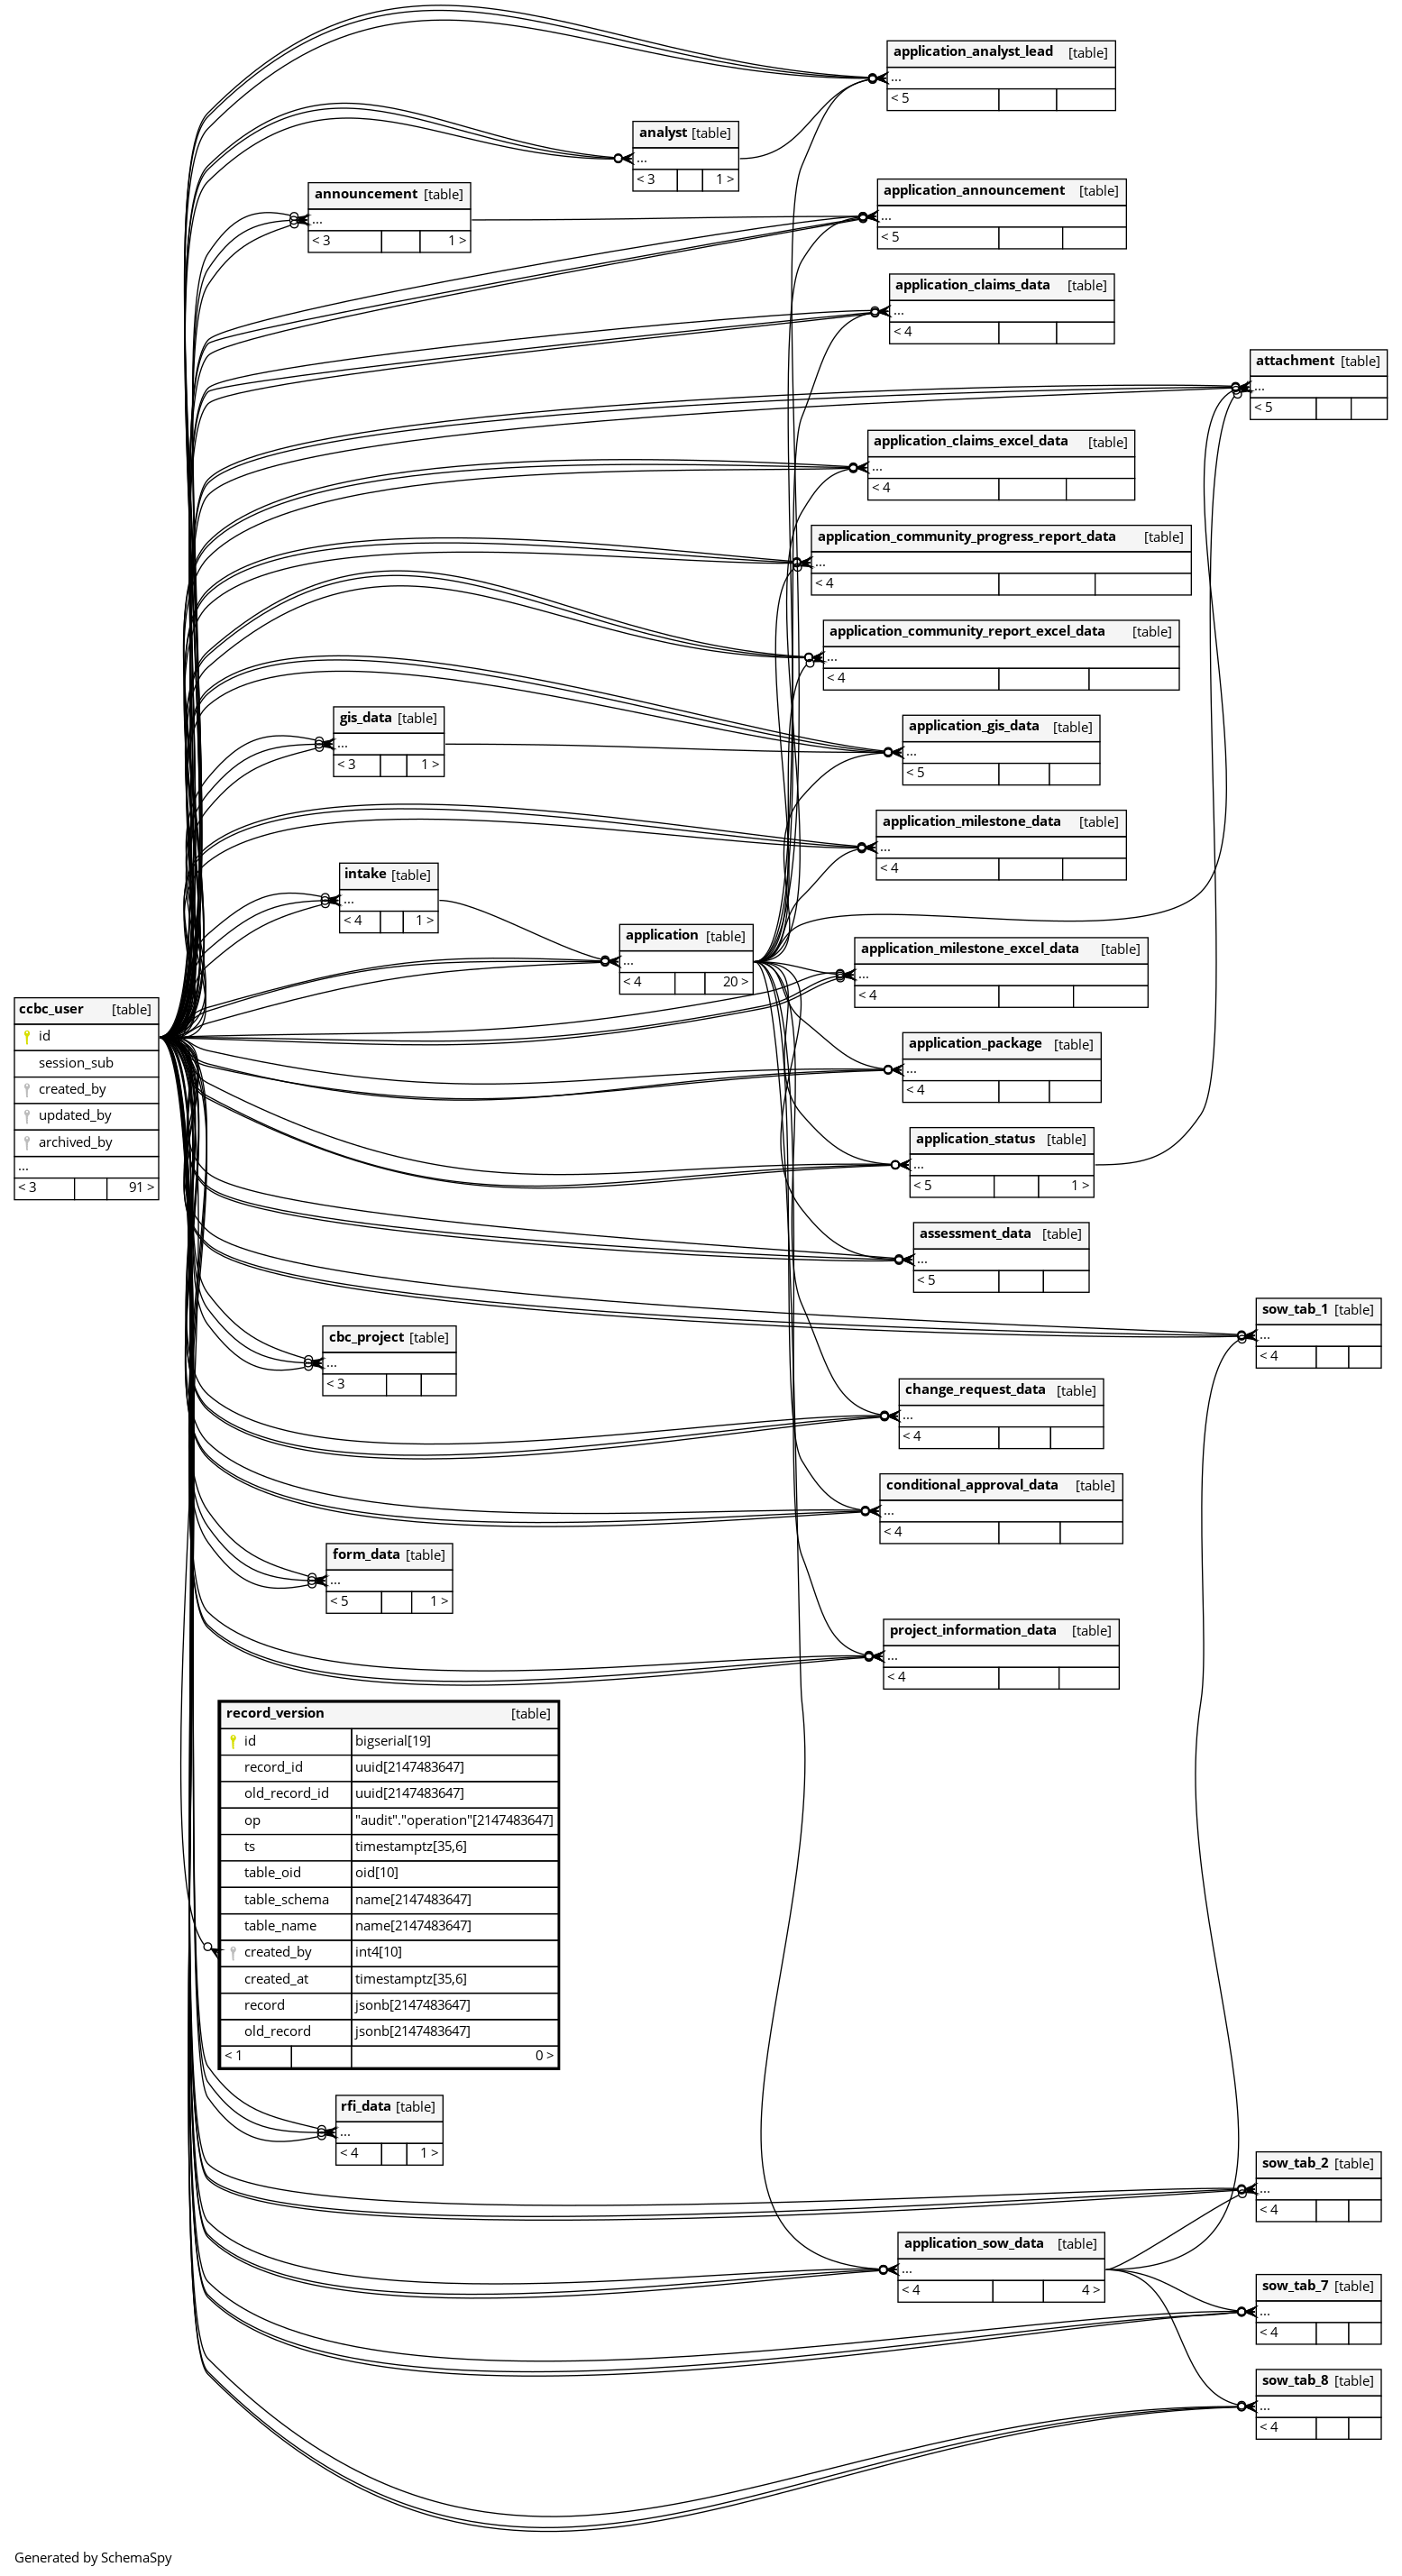 application_analyst_lead [table]
...
< 5
analyst [table]
...
< 3 1 >
announcement [table]
...
< 3 1 >
application_announcement [table]
...
< 5
application_claims_data [table]
...
< 4
attachment [table]
...
< 5
application_claims_excel_data [table]
...
< 4
application_community_progress_report_data [table]
...
< 4
application_community_report_excel_data [table]
...
< 4
gis_data [table]
...
< 3 1 >
application_gis_data [table]
...
< 5
application_milestone_data [table]
...
< 4
intake [table]
...
< 4 1 >
application [table]
...
< 4 20 >
application_milestone_excel_data [table]
...
< 4
ccbc_user [table]
id
session_sub
created_by
updated_by
archived_by
...
< 3 91 >
application_package [table]
...
< 4
application_status [table]
...
< 5 1 >
assessment_data [table]
...
< 5
sow_tab_1 [table]
...
< 4
cbc_project [table]
...
< 3
change_request_data [table]
...
< 4
conditional_approval_data [table]
...
< 4
form_data [table]
...
< 5 1 >
project_information_data [table]
...
< 4
record_version [table]
id bigserial[19]
record_id uuid[2147483647]
old_record_id uuid[2147483647]
op "audit"."operation"[2147483647]
ts timestamptz[35,6]
table_oid oid[10]
table_schema name[2147483647]
table_name name[2147483647]
created_by int4[10]
created_at timestamptz[35,6]
record jsonb[2147483647]
old_record jsonb[2147483647]
< 1 0 >
rfi_data [table]
...
< 4 1 >
sow_tab_2 [table]
...
< 4
application_sow_data [table]
...
< 4 4 >
sow_tab_7 [table]
...
< 4
sow_tab_8 [table]
...
< 4
Generated by SchemaSpy